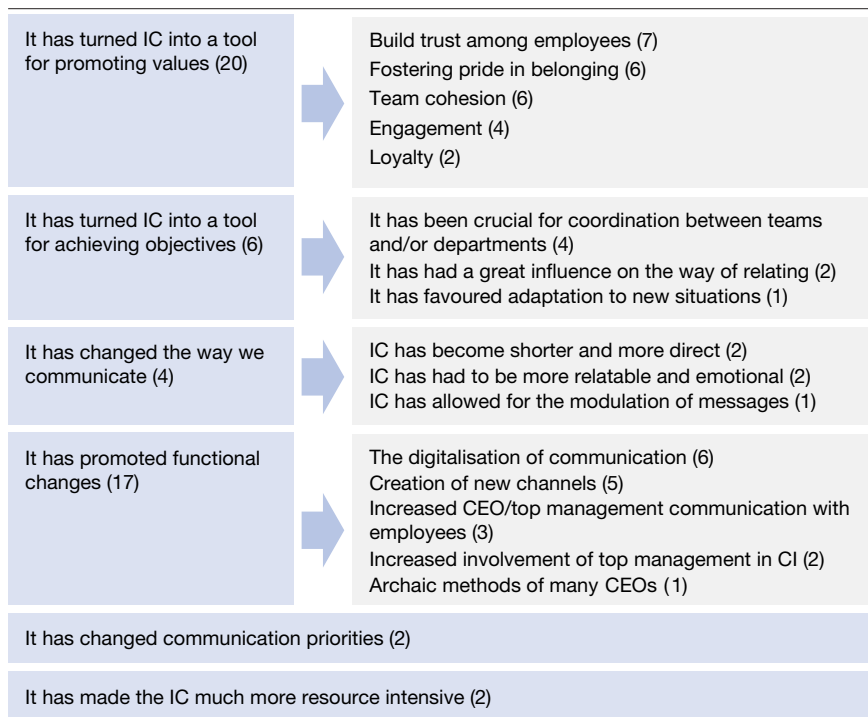 It has turned IC into a tool
for promoting values (20)
Build trust among employees (7)
Fostering pride in belonging (6)
Team cohesion (6)
Engagement (4)
Loyalty (2)
It has turned IC into a tool
for achieving objectives (6)
It has been crucial for coordination between teams
and/or departments (4)
It has had a great influence on the way of relating (2)
It has favoured adaptation to new situations (1)
It has changed the way we
communicate (4)
IC has become shorter and more direct (2)
IC has had to be more relatable and emotional (2)
IC has allowed for the modulation of messages (1)
It has promoted functional
changes (17)
The digitalisation of communication (6)
Creation of new channels (5)
Increased CEO/top management communication with
employees (3)
Increased involvement of top management in CI (2)
Archaic methods of many CEOs (1)
It has changed communication priorities (2)
It has made the IC much more resource intensive (2)